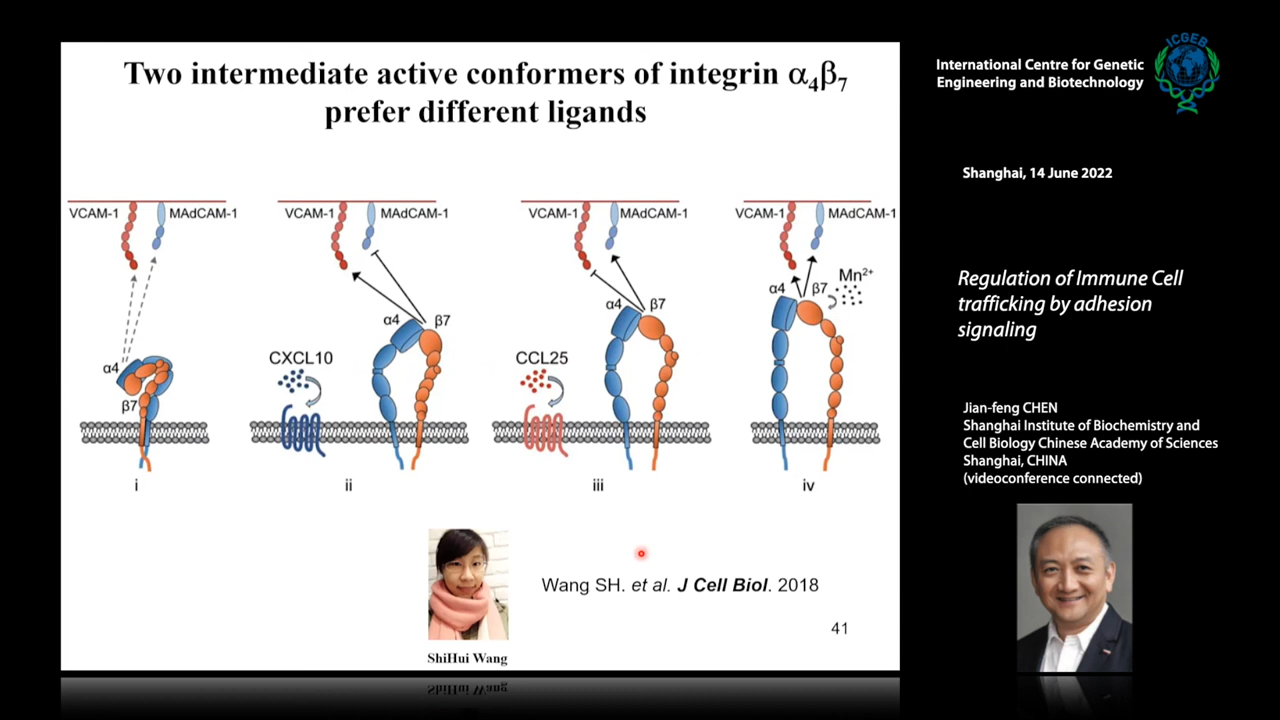 Two intermediate active conformers of integrin α₄β₇
prefer different ligands
VCAM-1
MAdCAM-1
α4
β7
i
VCAM-1
MAdCAM-1
α4
β7
CXCL10
ii
VCAM-1
MAdCAM-1
α4
β7
CCL25
iii
VCAM-1
MAdCAM-1
α4
β7
Mn²⁺
iv
Wang SH. et al. J Cell Biol. 2018
41
ShiHui Wang
International Centre for Genetic
Engineering and Biotechnology
ICGEB
Shanghai, 14 June 2022
Regulation of Immune Cell
trafficking by adhesion
signaling
Jian-feng CHEN
Shanghai Institute of Biochemistry and
Cell Biology Chinese Academy of Sciences
Shanghai, CHINA
(videoconference connected)